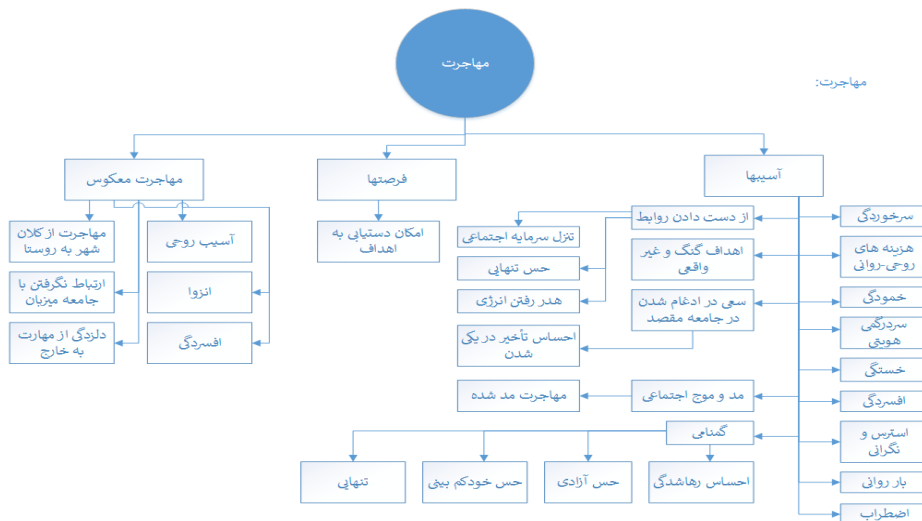 مهاجرت:
مهاجرت
آسیبها
فرصتها
مهاجرت معکوس
سرخوردگی
هزینه های
روحی-روانی
خمودگی
سردرگمی
هویتی
خستگی
افسردگی
استرس و
نگرانی
بار روانی
اضطراب
از دست دادن روابط
تنزل سرمایه اجتماعی
حس تنهایی
هدر رفتن انرژی
اهداف گنگ و غیر
واقعی
سعی در ادغام شدن
در جامعه مقصد
احساس تأخیر در یکی
شدن
مد و موج اجتماعی
مهاجرت مد شده
گمنامی
احساس رهاشدگی
حس آزادی
حس خودکم بینی
تنهایی
امکان دستیابی به
اهداف
آسیب روحی
انزوا
افسردگی
مهاجرت از کلان
شهر به روستا
ارتباط نگرفتن با
جامعه میزبان
دلزدگی از مهارت
به خارج